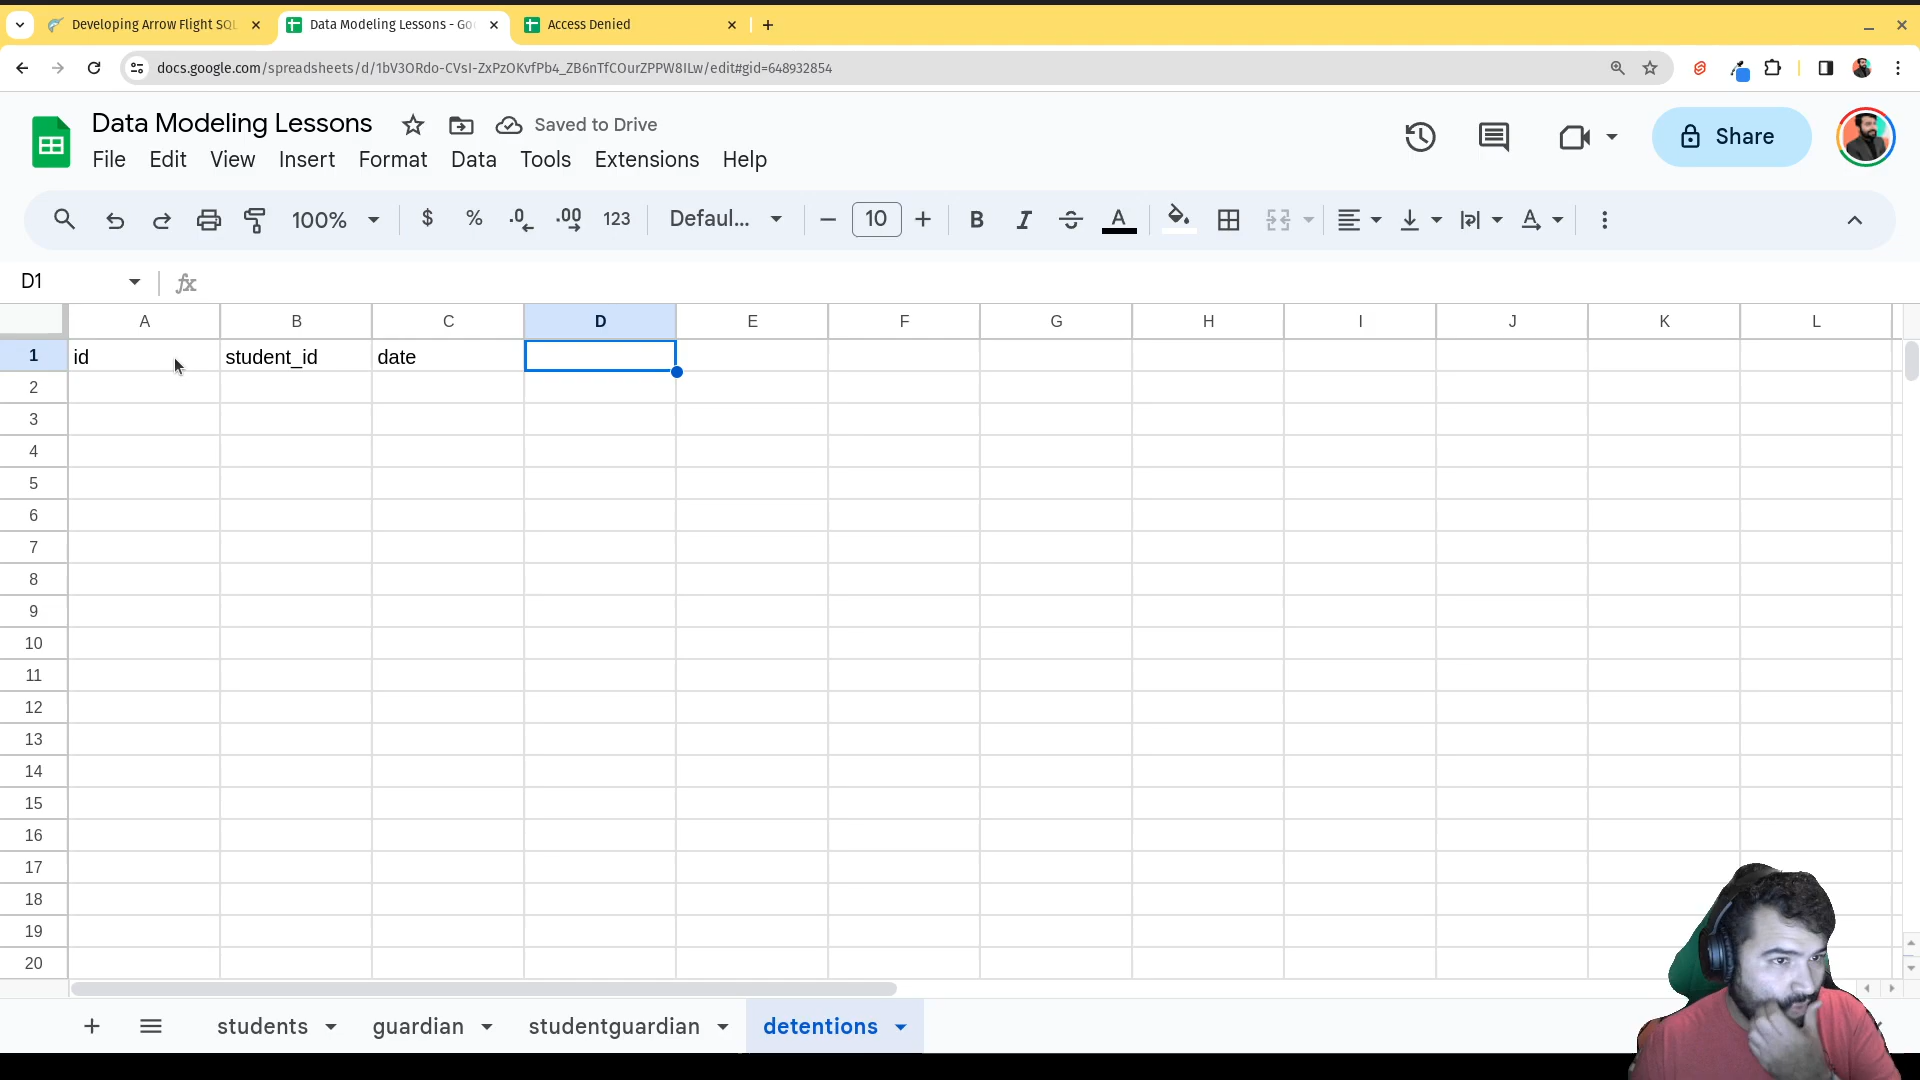 Developing Arrow Flight SQL
Data Modeling Lessons - Goo
Access Denied
docs.google.com/spreadsheets/d/1bV3ORdo-CVsI-ZxPzOKvfPb4_ZB6nTfCOurZPPW8ILw/edit#gid=648932854
Data Modeling Lessons
Saved to Drive
Share
File Edit View Insert Format Data Tools Extensions Help
100% $ % .0 .00 123 Defaul... 10 B I S A
D1 fx
A B C D E F G H I J K L
1 id student_id date
2
3
4
5
6
7
8
9
10
11
12
13
14
15
16
17
18
19
20
students guardian studentguardian detentions